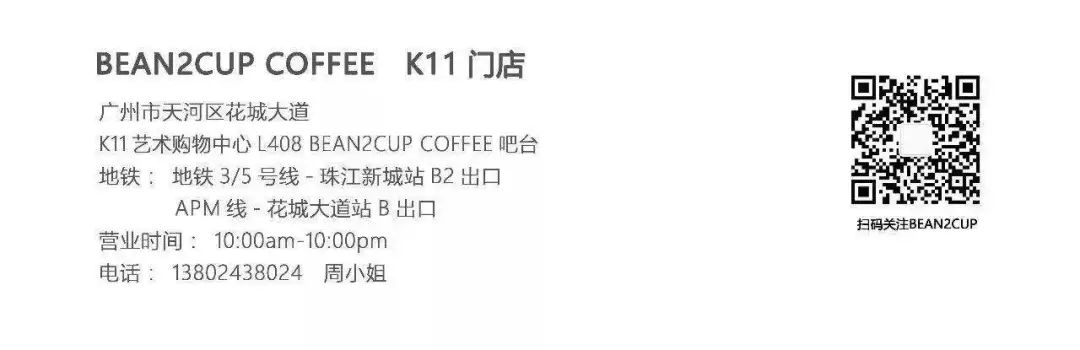 BEAN2CUP COFFEE K11 门店
广州市天河区花城大道
K11 艺术购物中心 L408 BEAN2CUP COFFEE 吧台
地铁： 地铁 3/5 号线 - 珠江新城站 B2 出口
APM 线 - 花城大道站 B 出口
营业时间： 10:00am-10:00pm
电话： 13802438024 周小姐
扫码关注BEAN2CUP